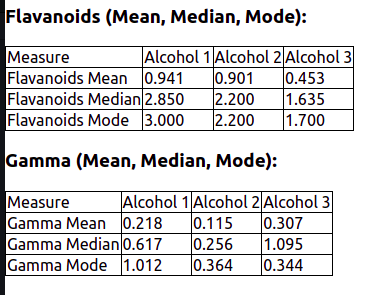 Flavanoids (Mean, Median, Mode):
Measure Alcohol 1 Alcohol 2 Alcohol 3
Flavanoids Mean 0.941 0.901 0.453
Flavanoids Median 2.850 2.200 1.635
Flavanoids Mode 3.000 2.200 1.700
Gamma (Mean, Median, Mode):
Measure Alcohol 1 Alcohol 2 Alcohol 3
Gamma Mean 0.218 0.115 0.307
Gamma Median 0.617 0.256 1.095
Gamma Mode 1.012 0.364 0.344